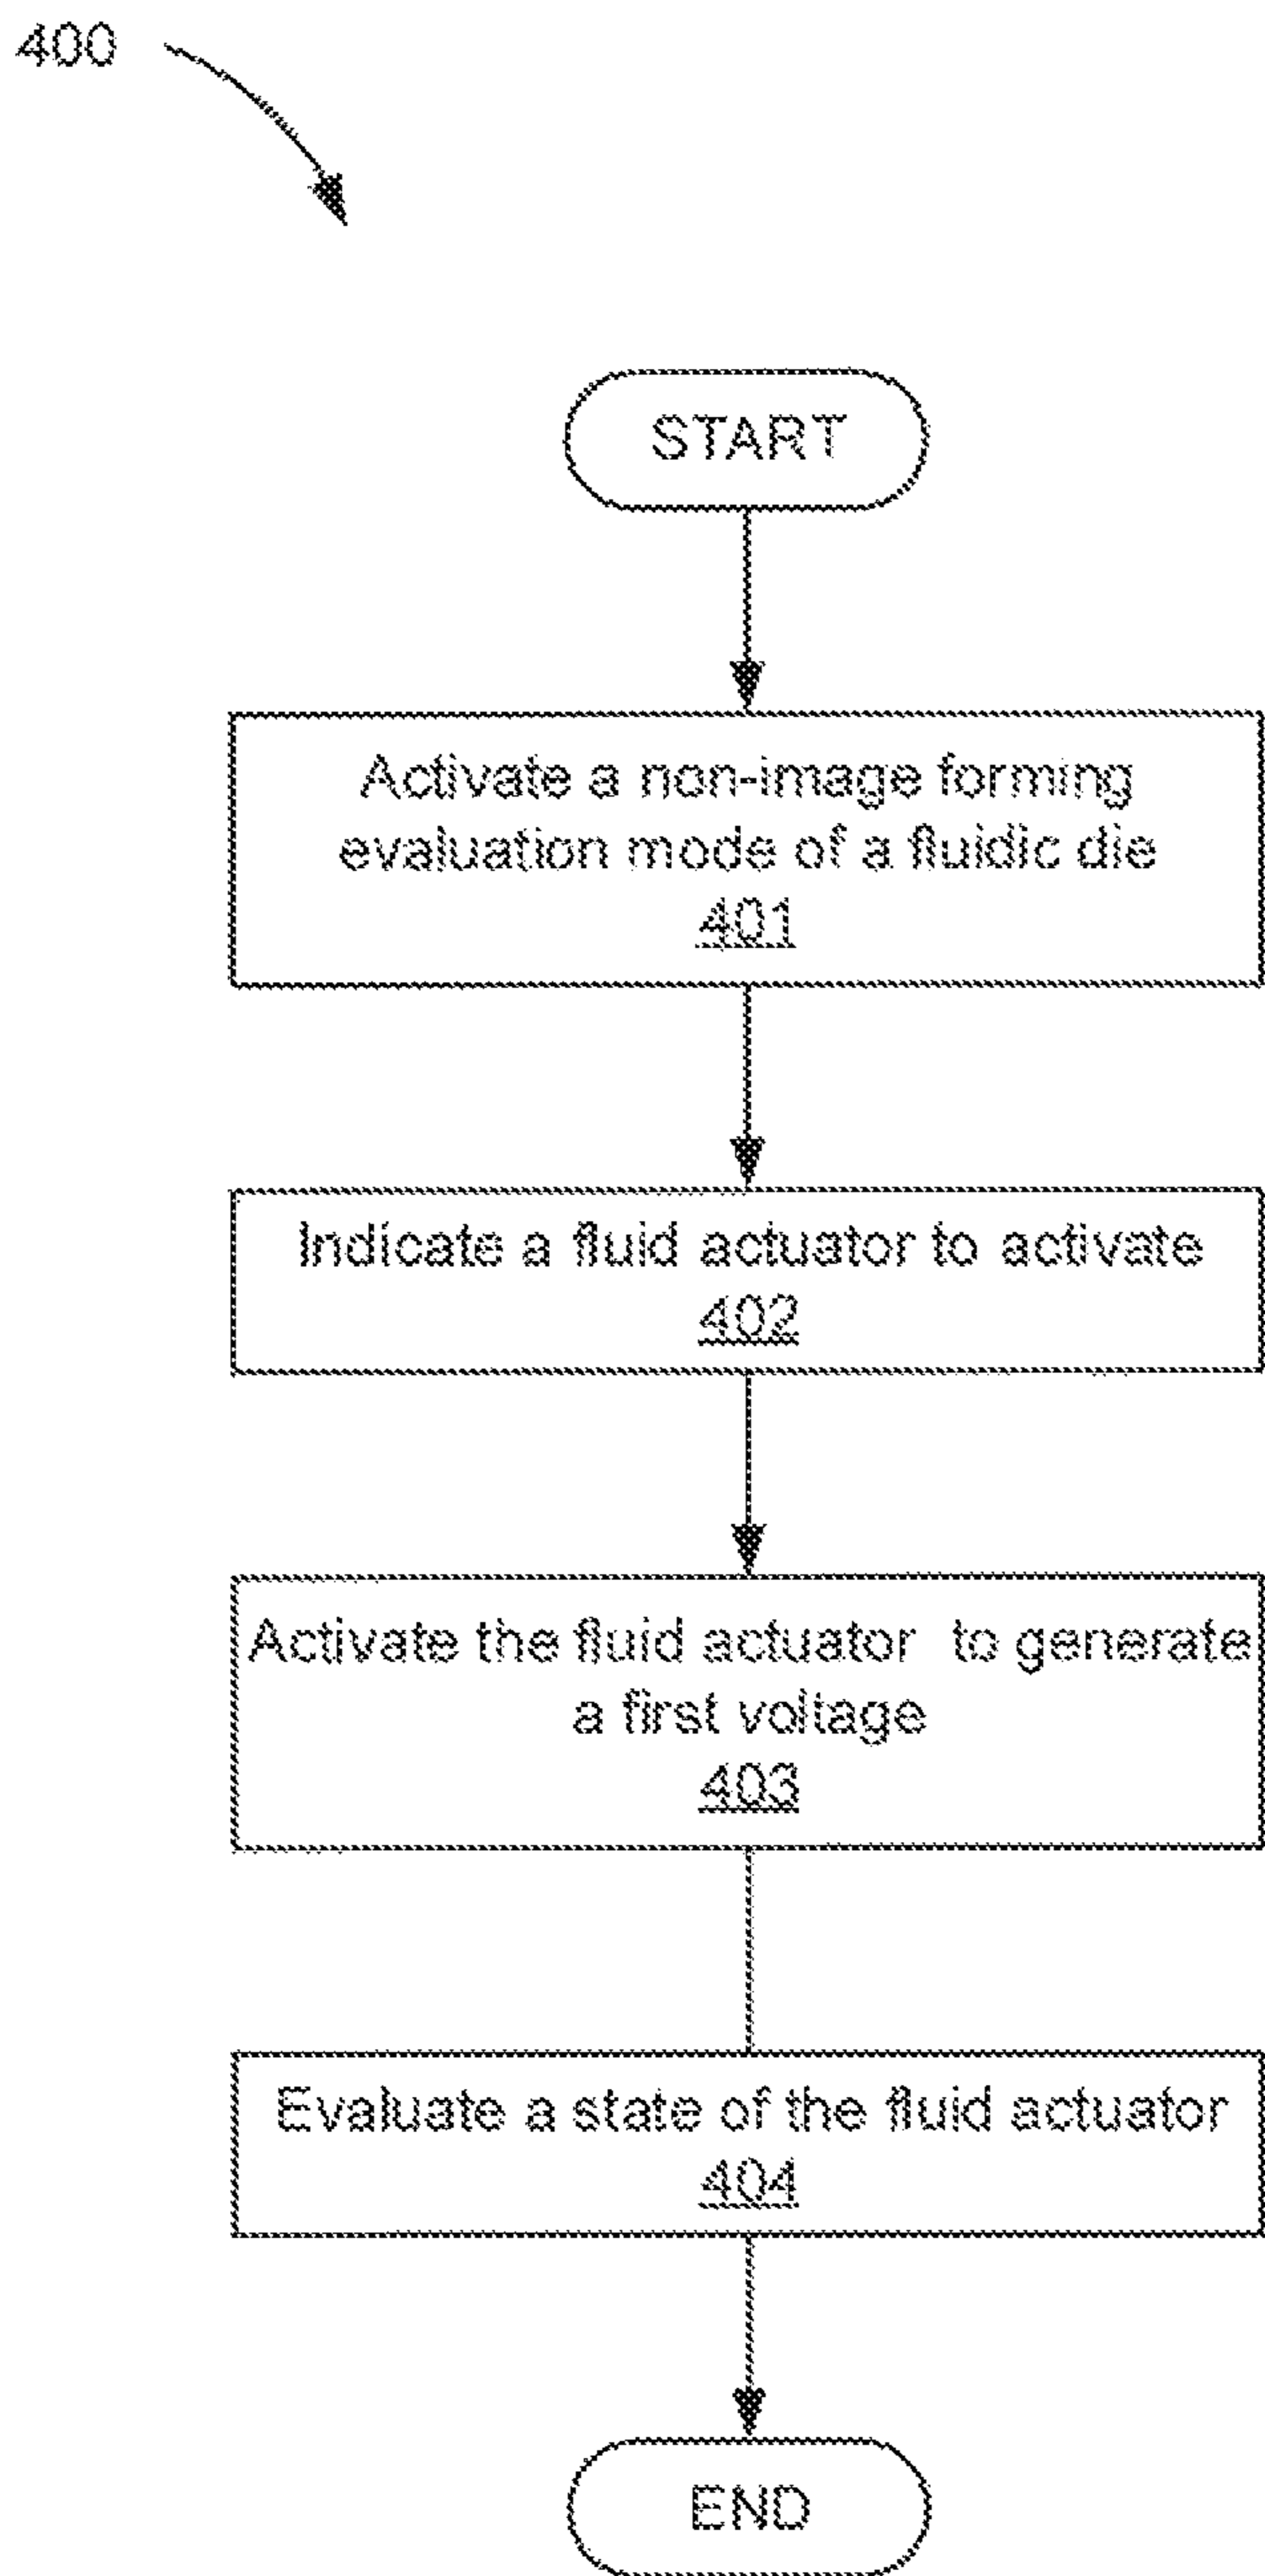 400
START
Activate a non-image forming
evaluation mode of a fluidic die
401
Indicate a fluid actuator to activate
402
Activate the fluid actuator to generate
a first voltage
403
Evaluate a state of the fluid actuator
404
END